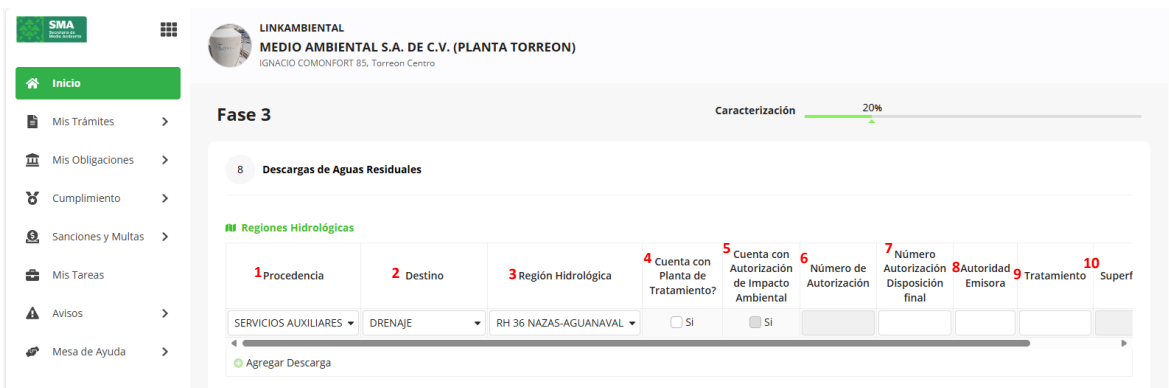 SMA
Secretaría de
Medio Ambiente
LINKAMBIENTAL
MEDIO AMBIENTAL S.A. DE C.V. (PLANTA TORREON)
IGNACIO COMONFORT 85, Torreon Centro
Inicio
Mis Trámites
Mis Obligaciones
Cumplimiento
Sanciones y Multas
Mis Tareas
Avisos
Mesa de Ayuda
Fase 3
Caracterización
20%
8 Descargas de Aguas Residuales
Regiones Hidrológicas
1 Procedencia
2 Destino
3 Región Hidrológica
4 Cuenta con
Planta de
Tratamiento?
5 Cuenta con
Autorización
de Impacto
Ambiental
6 Número de
Autorización
7 Número
Autorización
Disposición
final
8 Autoridad
Emisora
9 Tratamiento
10
Superf
SERVICIOS AUXILIARES
DRENAJE
RH 36 NAZAS-AGUANAVAL
Si
Si
Agregar Descarga